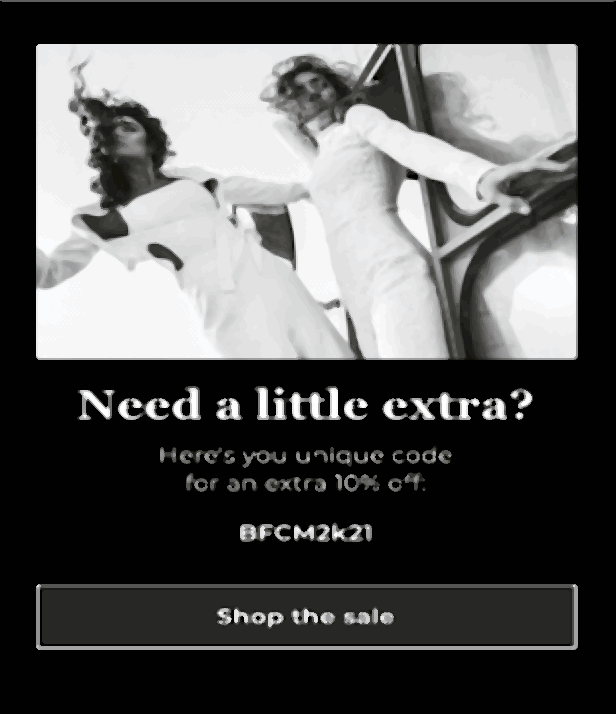 Need a little extra?
Here's you unique code
for an extra 10% off:
BFCM2k21
Shop the sale